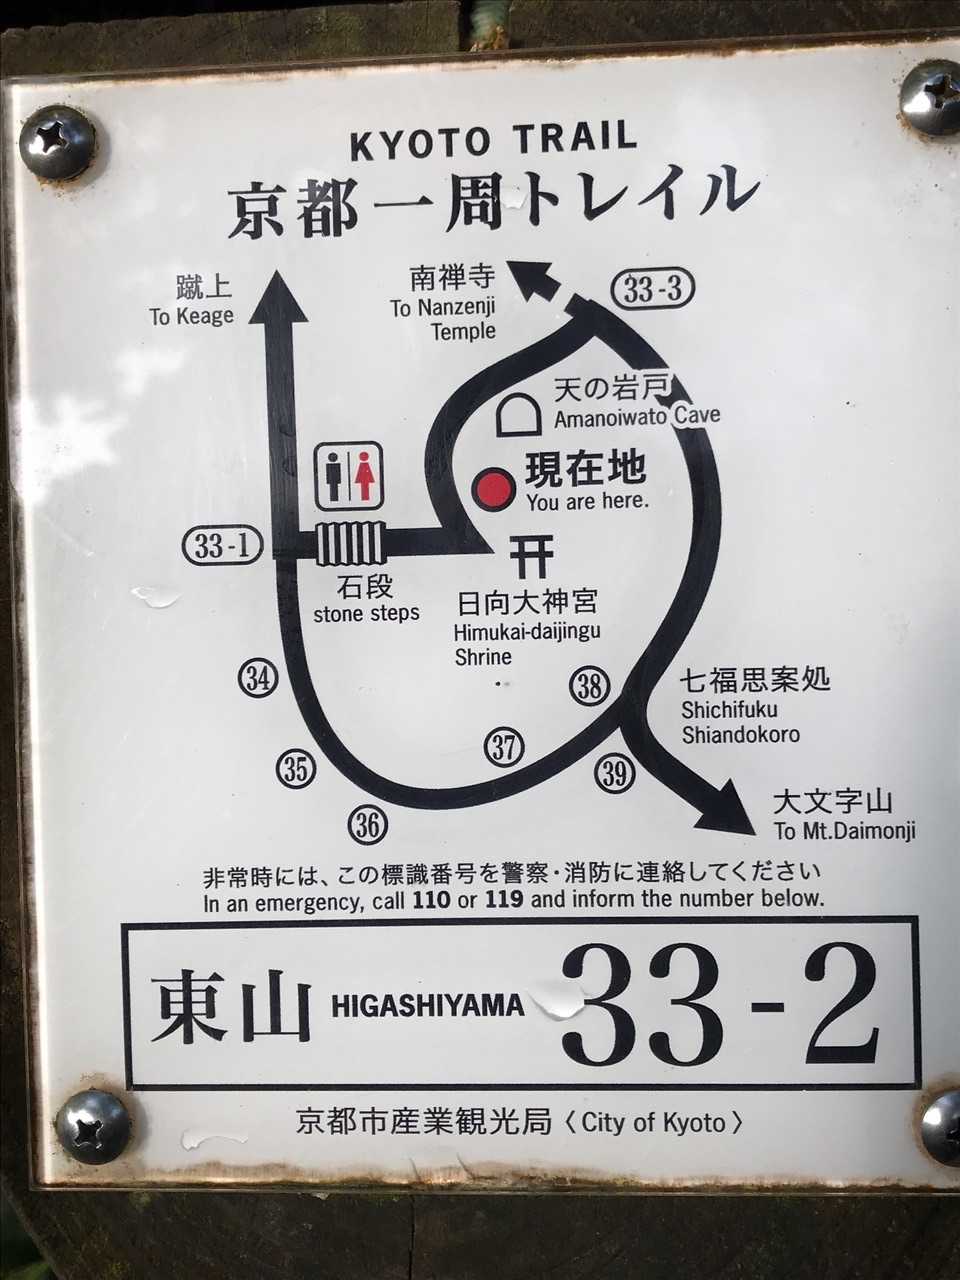 KYOTO TRAIL
京都一周トレイル
蹴上
To Keage
南禅寺
To Nanzenji
Temple
33-3
天の岩戸
Amanoiwato Cave
現在地
You are here.
33-1
石段
stone steps
日向大神宮
Himukai-daijingu
Shrine
34
35
36
37
38
39
七福思案処
Shichifuku
Shiandokoro
大文字山
To Mt.Daimonji
非常時には、この標識番号を警察・消防に連絡してください
In an emergency, call 110 or 119 and inform the number below.
東山 HIGASHIYAMA 33-2
京都市産業観光局〈City of Kyoto〉